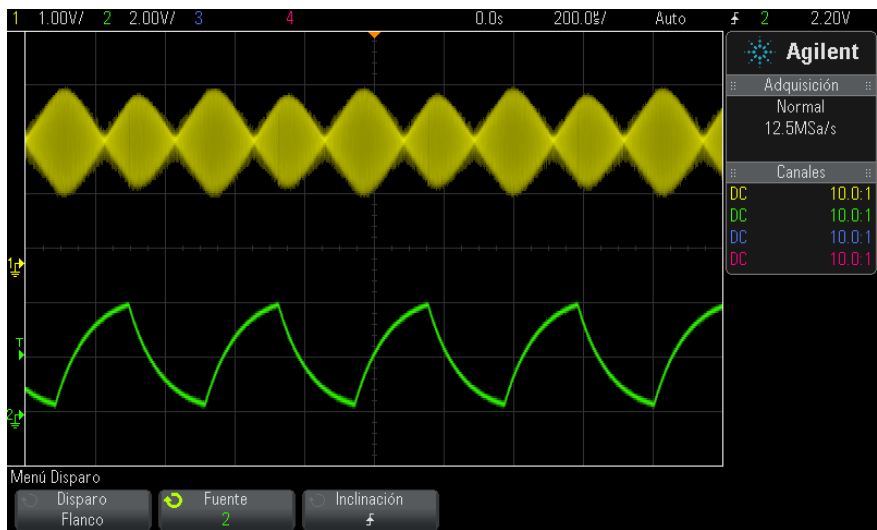 1 1.00V/ 2 2.00V/ 3 4 0.0s 200.0㎲/ Auto 2 2.20V
Agilent
Adquisición
Normal
12.5MSa/s
Canales
DC 10.0:1
DC 10.0:1
DC 10.0:1
DC 10.0:1
1
T
2
Menú Disparo
Disparo
Flanco
Fuente
2
Inclinación